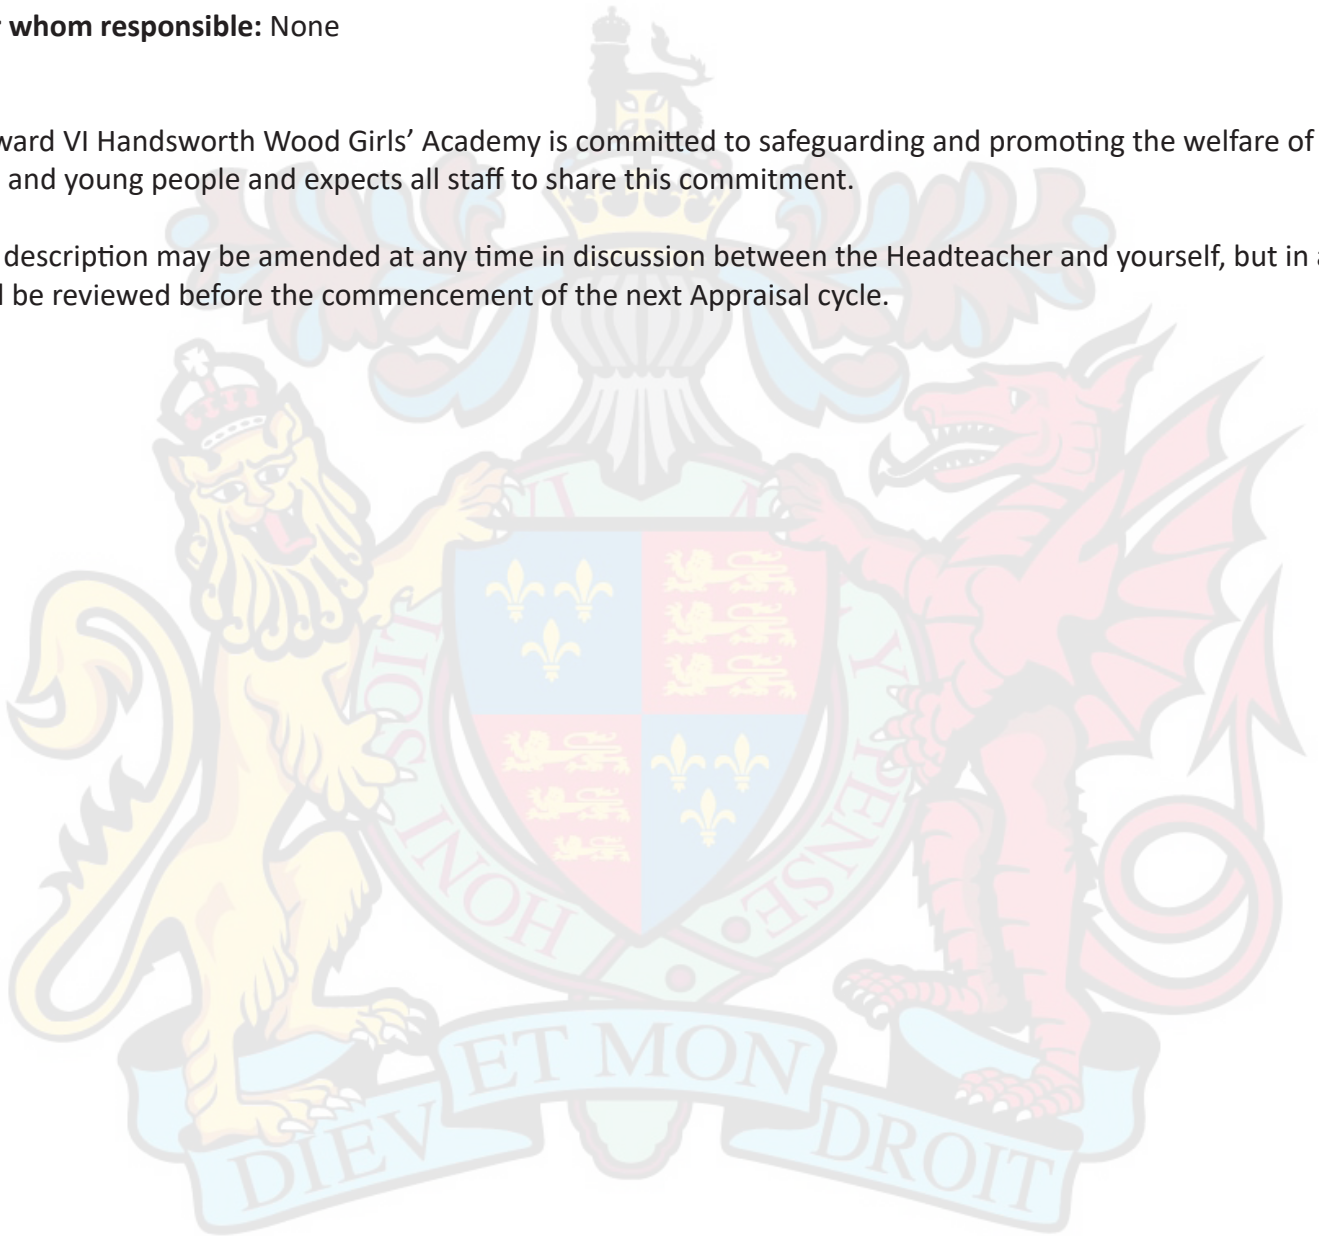 whom responsible: None
ward VI Handsworth Wood Girls’ Academy is committed to safeguarding and promoting the welfare of
and young people and expects all staff to share this commitment.
description may be amended at any time in discussion between the Headteacher and yourself, but in
be reviewed before the commencement of the next Appraisal cycle.
VI
SOIT
Y PENSE
HONI
ET MON
DIEV
DROIT